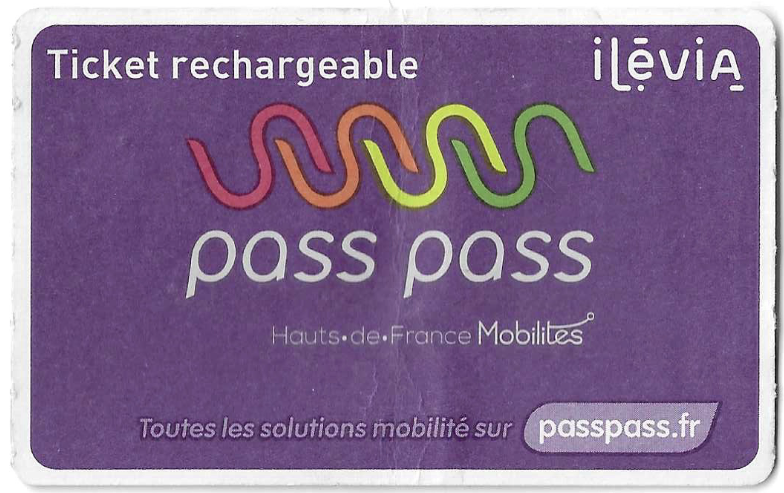 Ticket rechargeable
ilévia
pass pass
Hauts·de·France Mobilités
Toutes les solutions mobilité sur passpass.fr